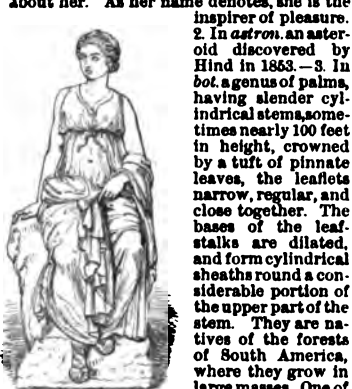 about her. As her name denotes, she is the
inspirer of pleasure.
2. In astron. an aster-
oid discovered by
Hind in 1853.—3. In
bot. a genus of palms,
having slender cyl-
indrical stems, some-
times nearly 100 feet
in height, crowned
by a tuft of pinnate
leaves, the leaflets
narrow, regular, and
close together. The
bases of the leaf-
stalks are dilated,
and form cylindrical
sheaths round a con-
siderable portion of
the upper part of the
stem. They are na-
tives of the forests
of South America,
where they grow in
large masses. One of